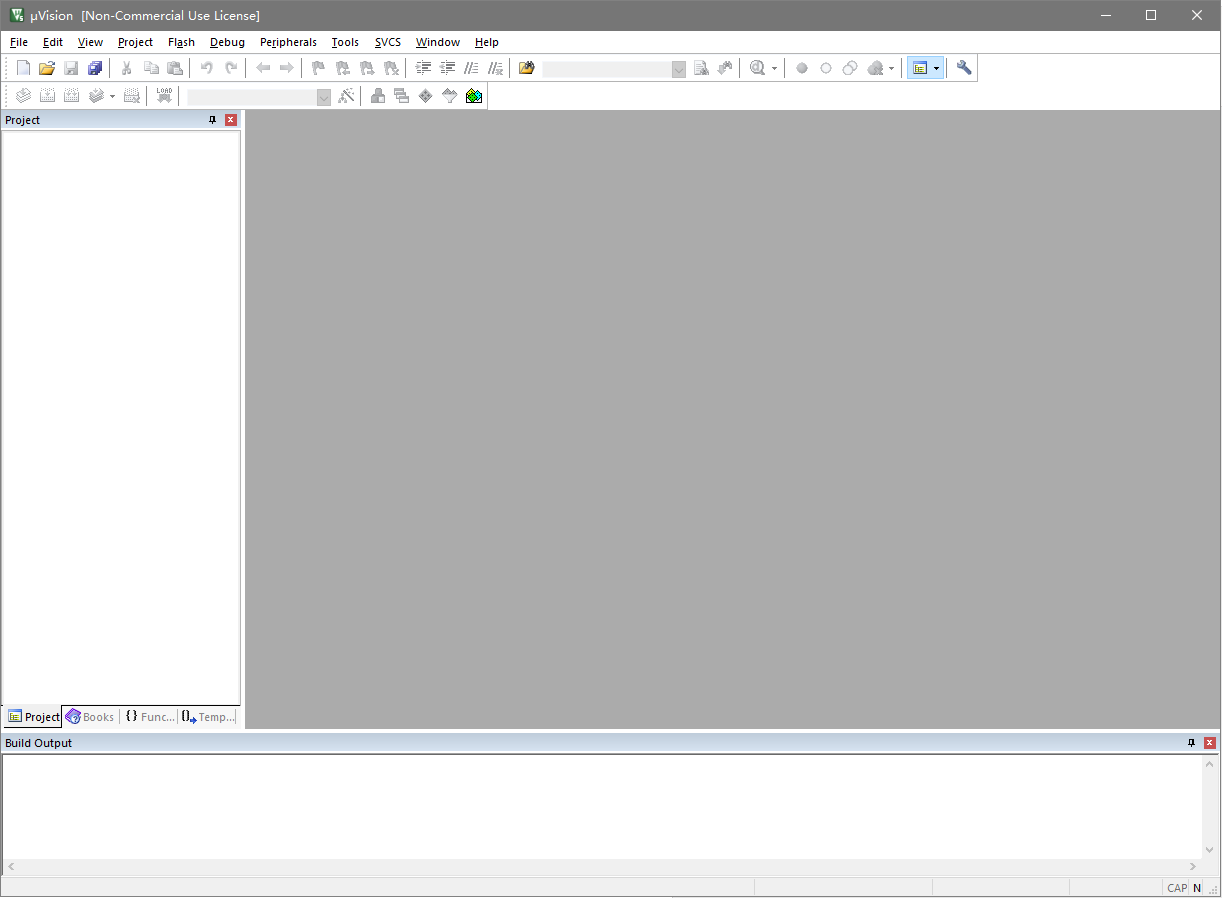 µVision [Non-Commercial Use License]
File Edit View Project Flash Debug Peripherals Tools SVCS Window Help
LOAD
Project
Project Books {} Func... {} Temp...
Build Output
CAP N